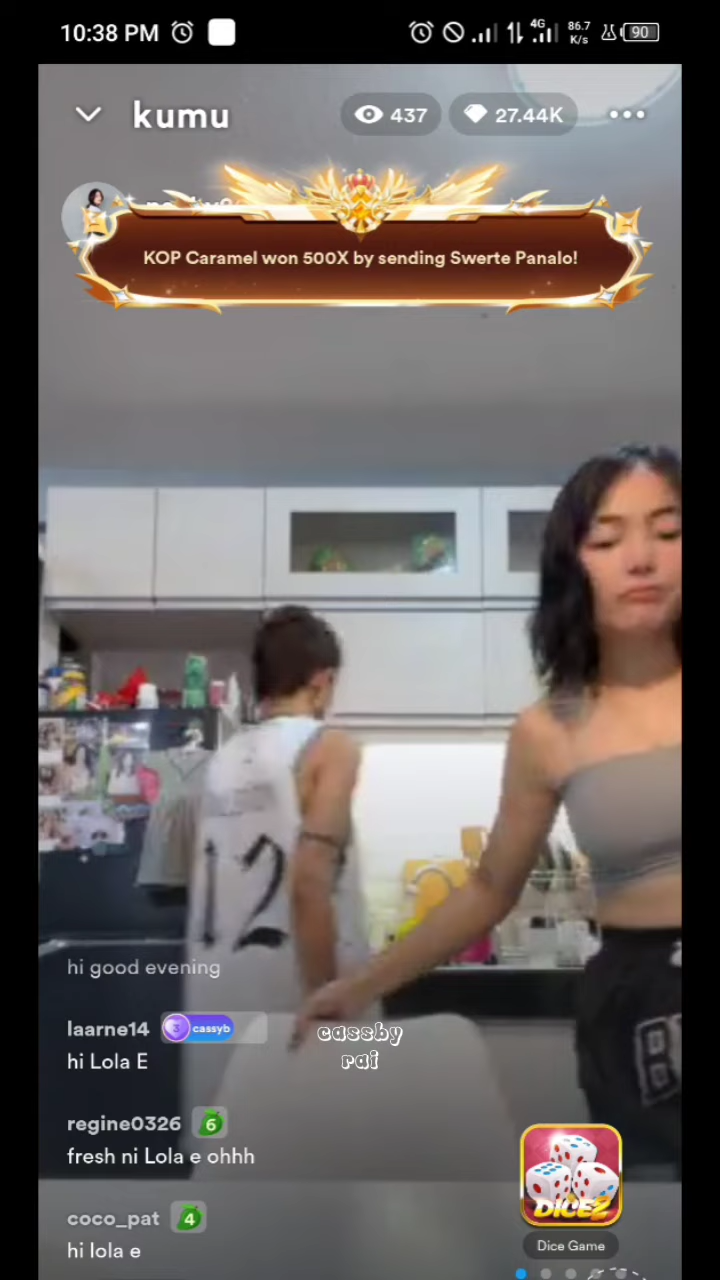 10:38 PM
4G
86.7
K/s
90
kumu
437
27.44K
KOP Caramel won 500X by sending Swerte Panalo!
12
hi good evening
laarne14 3 cassyb
hi Lola E
cassby
rai
regine0326 6
fresh ni Lola e ohhh
coco_pat 4
hi lola e
DICE2
Dice Game